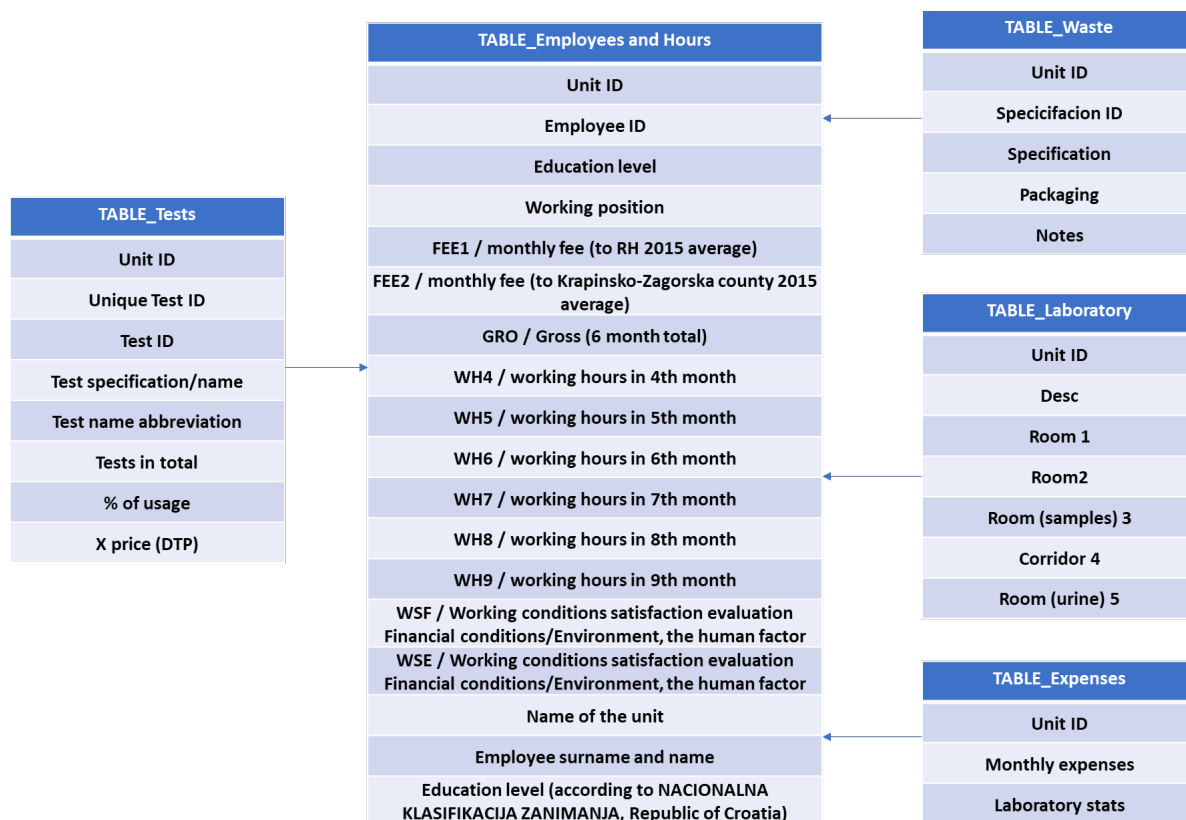 TABLE_Tests
Unit ID
Unique Test ID
Test ID
Test specification/name
Test name abbreviation
Tests in total
% of usage
X price (DTP)
TABLE_Employees and Hours
Unit ID
Employee ID
Education level
Working position
FEE1 / monthly fee (to RH 2015 average)
FEE2 / monthly fee (to Krapinsko-Zagorska county 2015
average)
GRO / Gross (6 month total)
WH4 / working hours in 4th month
WH5 / working hours in 5th month
WH6 / working hours in 6th month
WH7 / working hours in 7th month
WH8 / working hours in 8th month
WH9 / working hours in 9th month
WSF / Working conditions satisfaction evaluation
Financial conditions/Environment, the human factor
WSE / Working conditions satisfaction evaluation
Financial conditions/Environment, the human factor
Name of the unit
Employee surname and name
Education level (according to NACIONALNA
KLASIFIKACIJA ZANIMANJA, Republic of Croatia)
TABLE_Waste
Unit ID
Specicifacion ID
Specification
Packaging
Notes
TABLE_Laboratory
Unit ID
Desc
Room 1
Room2
Room (samples) 3
Corridor 4
Room (urine) 5
TABLE_Expenses
Unit ID
Monthly expenses
Laboratory stats